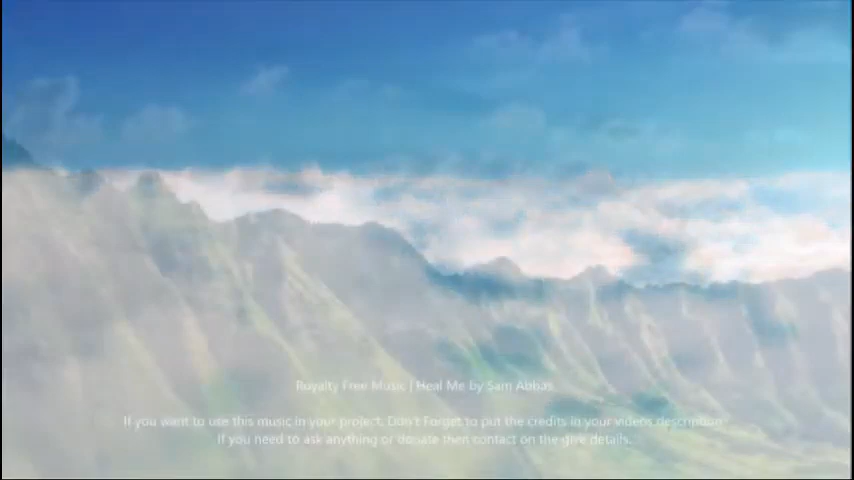 Royalty Free Music | Heal Me by Sam Abbas
If you want to use this music in your project. Don't Forget to put the credits in your videos description.
If you need to ask anything or donate then contact on the give details.